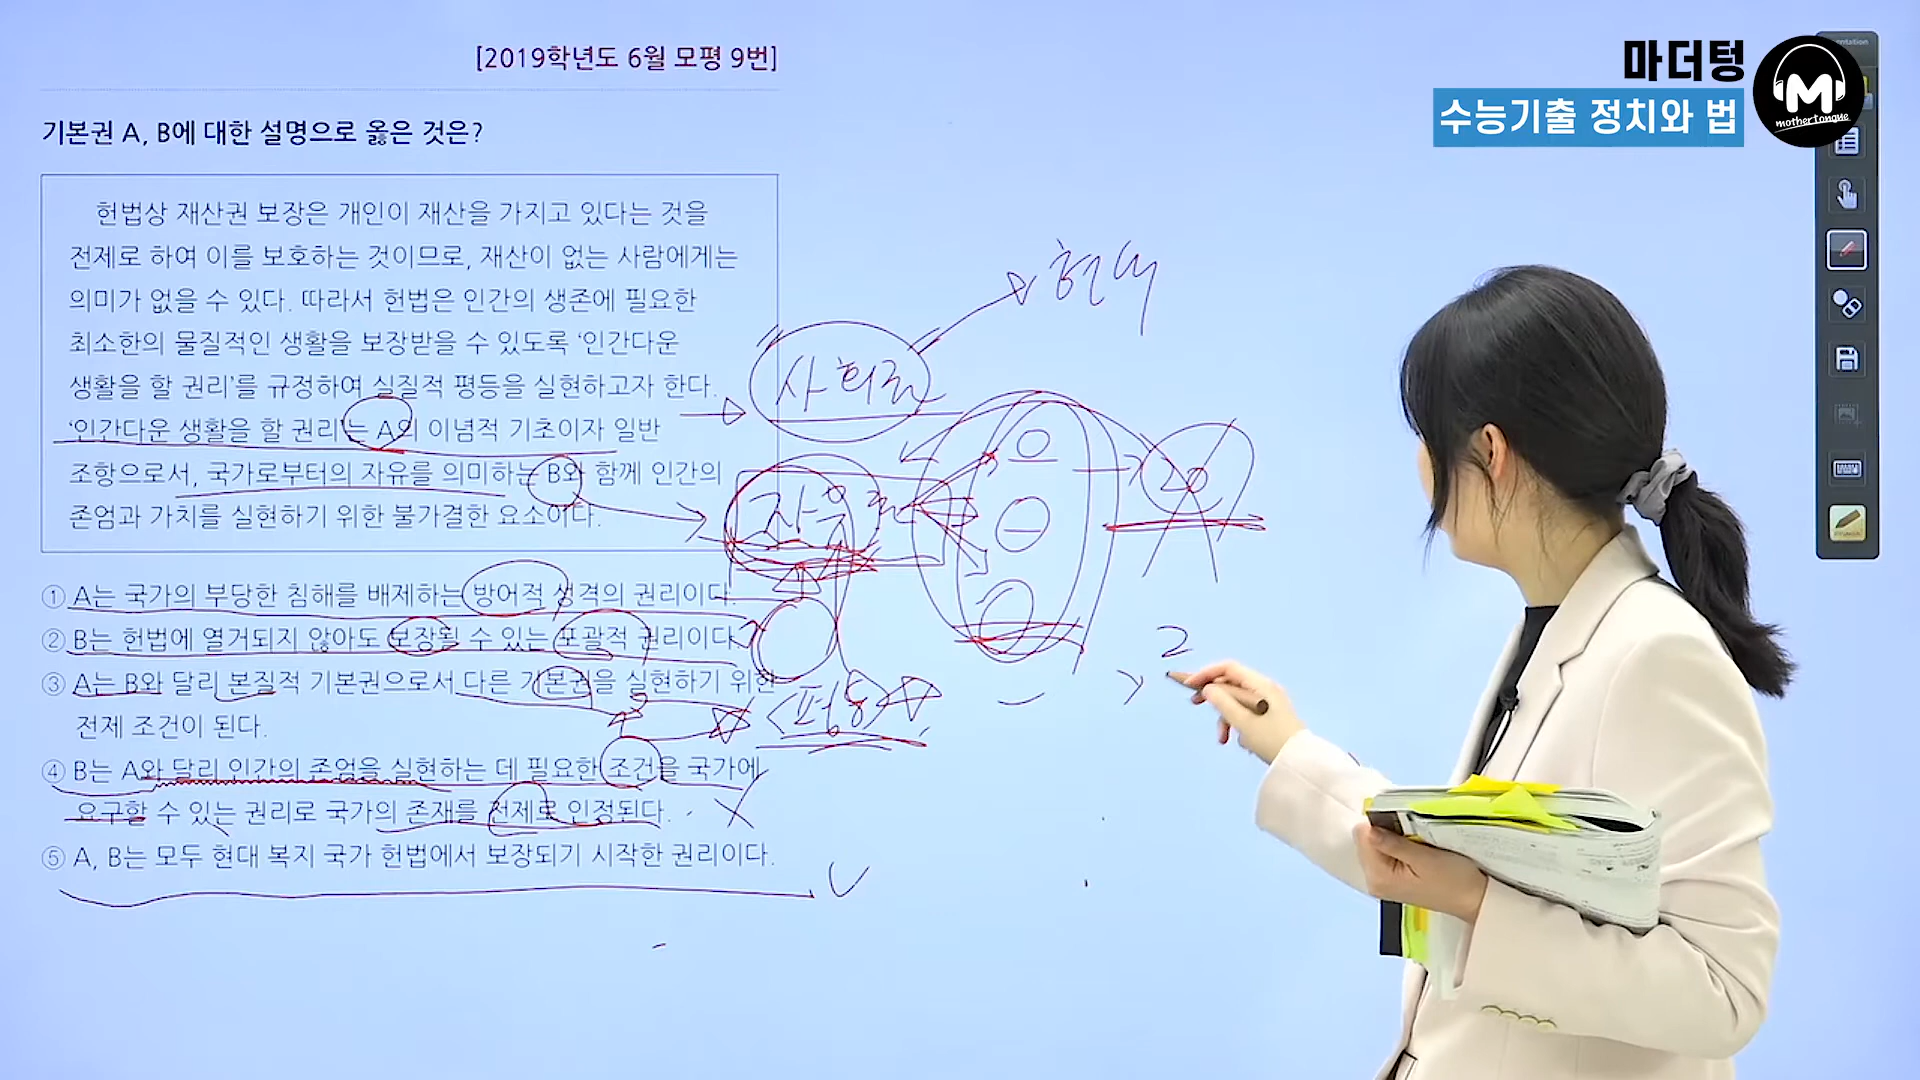 [2019학년도 6월 모평 9번]
마더텅
수능기출 정치와 법
mothertongue
기본권 A, B에 대한 설명으로 옳은 것은?
헌법상 재산권 보장은 개인이 재산을 가지고 있다는 것을
전제로 하여 이를 보호하는 것이므로, 재산이 없는 사람에게는
의미가 없을 수 있다. 따라서 헌법은 인간의 생존에 필요한
최소한의 물질적인 생활을 보장받을 수 있도록 ‘인간다운
생활을 할 권리’를 규정하여 실질적 평등을 실현하고자 한다.
‘인간다운 생활을 할 권리’는 A의 이념적 기초이자 일반
조항으로서, 국가로부터의 자유를 의미하는 B와 함께 인간의
존엄과 가치를 실현하기 위한 불가결한 요소이다.
① A는 국가의 부당한 침해를 배제하는 방어적 성격의 권리이다.
② B는 헌법에 열거되지 않아도 보장될 수 있는 포괄적 권리이다.
③ A는 B와 달리 본질적 기본권으로서 다른 기본권을 실현하기 위한
전제 조건이 된다.
④ B는 A와 달리 인간의 존엄을 실현하는 데 필요한 조건을 국가에
요구할 수 있는 권리로 국가의 존재를 전제로 인정된다.
⑤ A, B는 모두 현대 복지 국가 헌법에서 보장되기 시작한 권리이다.
사회권
자유권
평등